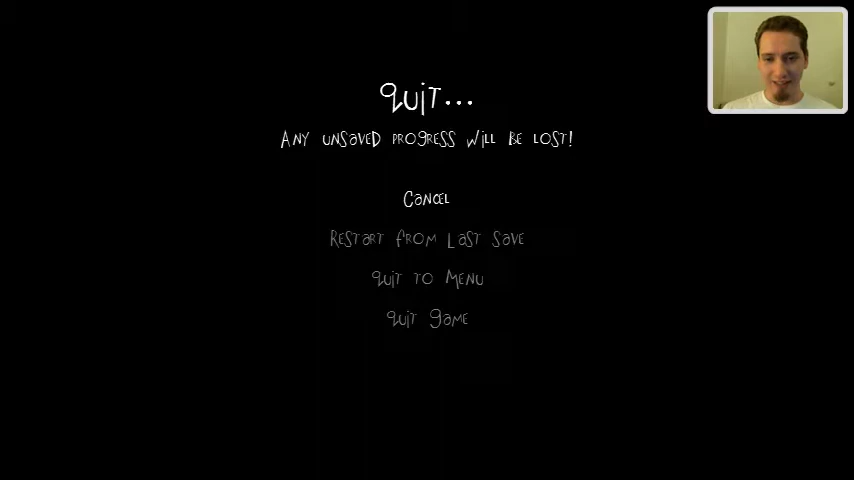 Quit...
Any unsaved progress will be lost!
Cancel
Restart from Last Save
Quit to Menu
Quit Game